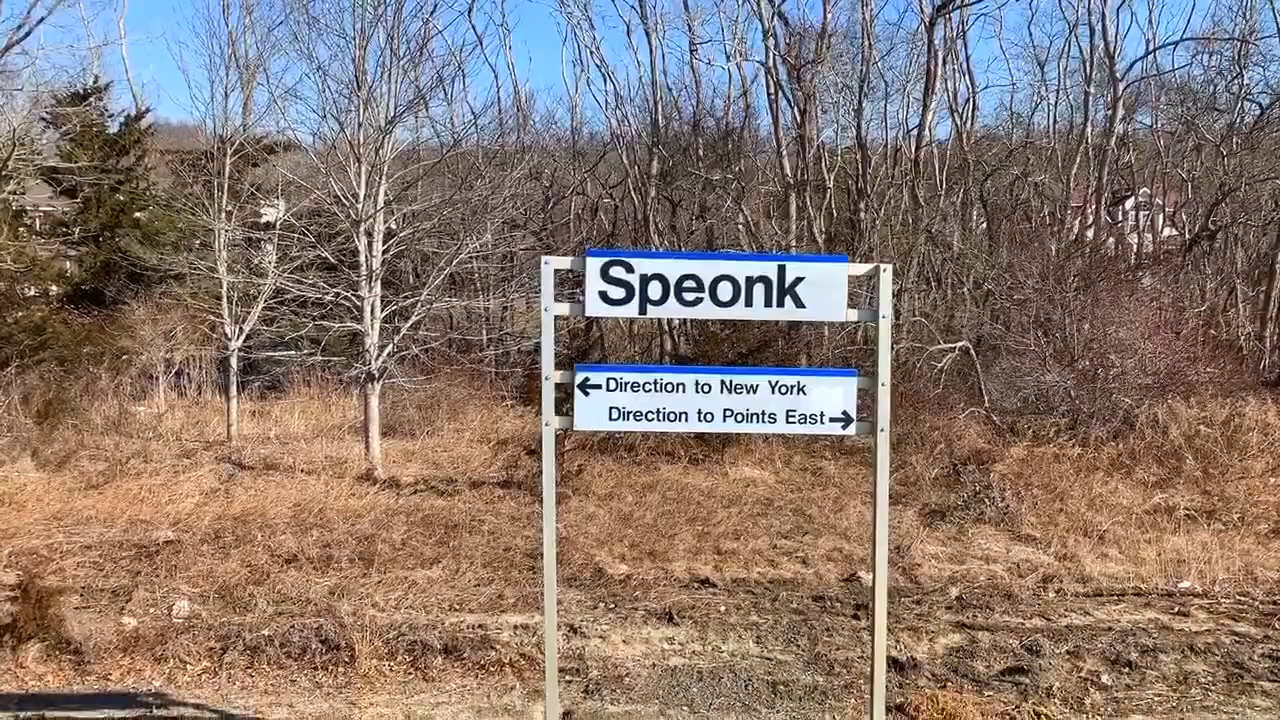 Speonk
←Direction to New York
Direction to Points East→